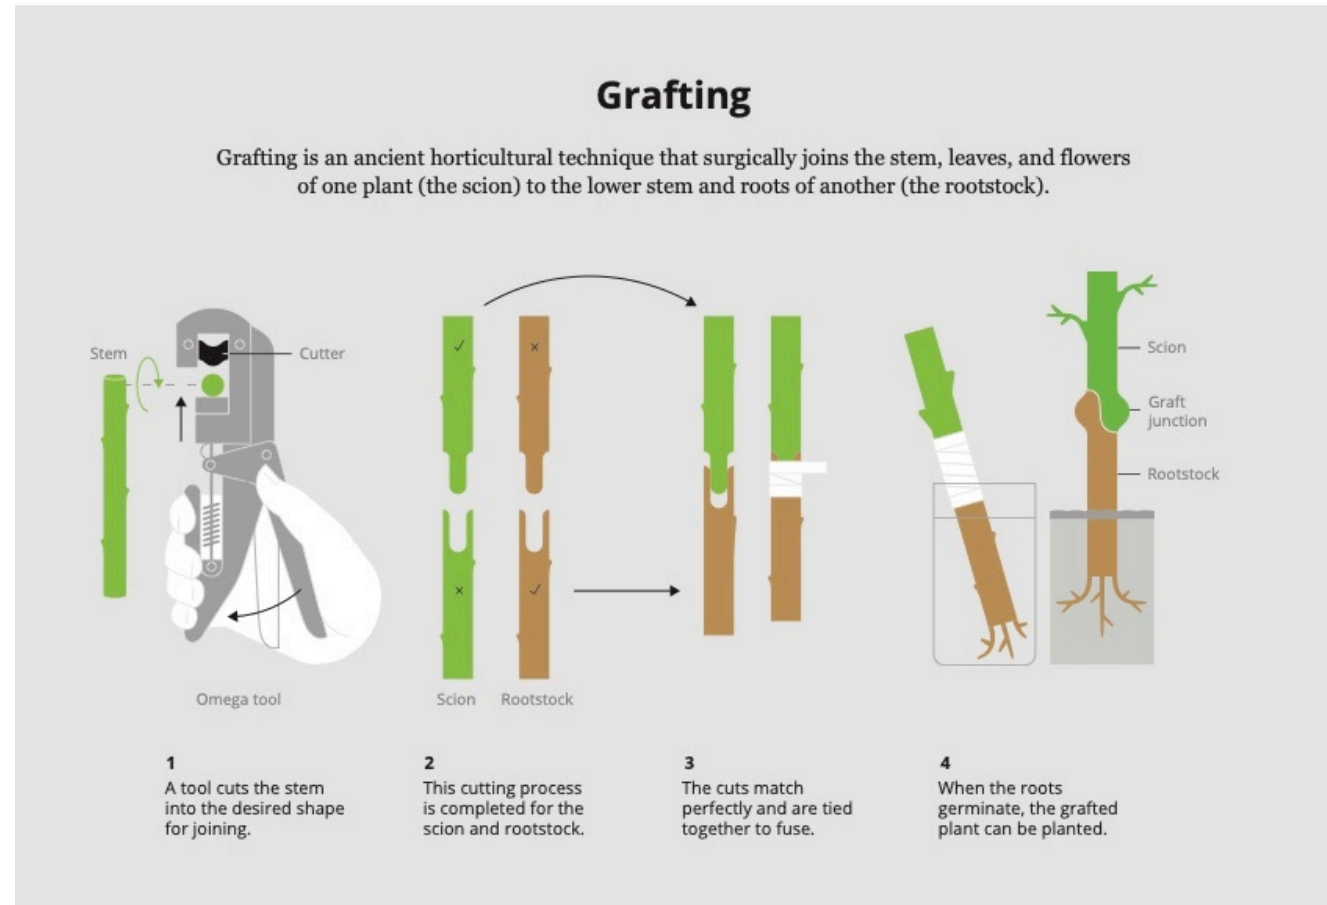 Grafting
Grafting is an ancient horticultural technique that surgically joins the stem, leaves, and flowers
of one plant (the scion) to the lower stem and roots of another (the rootstock).
Stem
Cutter
Omega tool
Scion
Rootstock
Scion
Graft
junction
Rootstock
1
A tool cuts the stem
into the desired shape
for joining.
2
This cutting process
is completed for the
scion and rootstock.
3
The cuts match
perfectly and are tied
together to fuse.
4
When the roots
germinate, the grafted
plant can be planted.